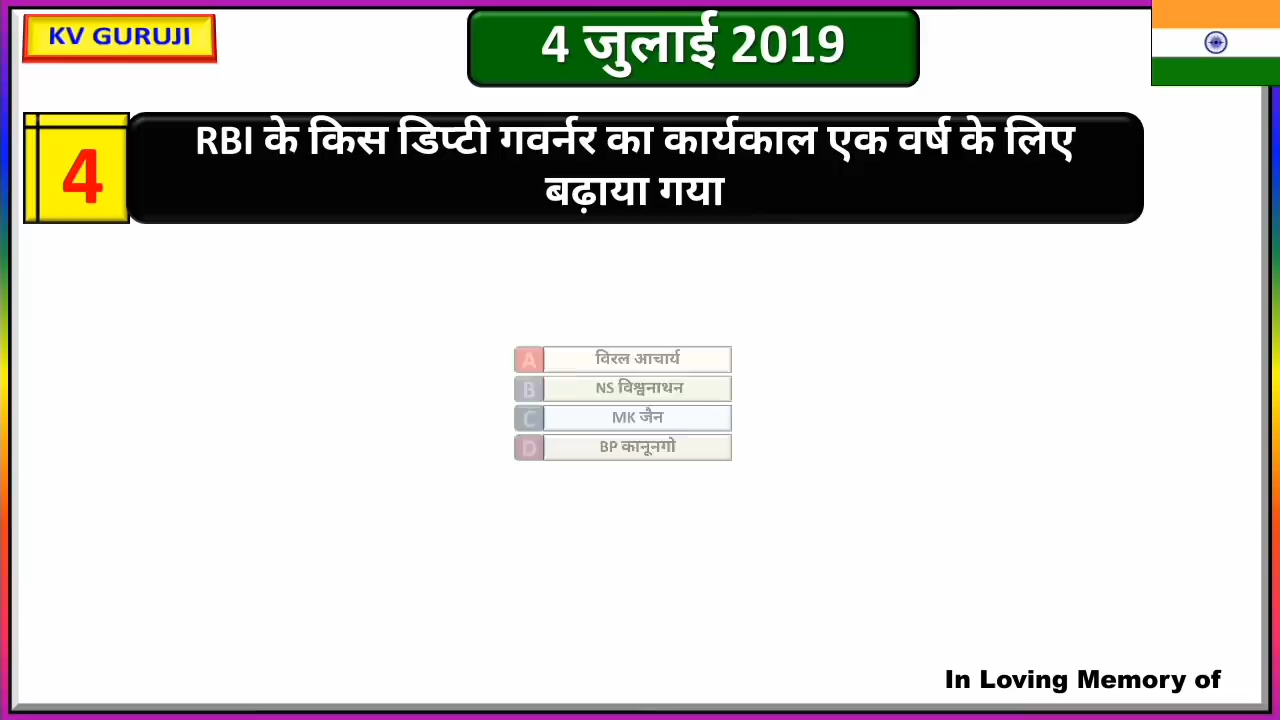 KV GURUJI
4 जुलाई 2019
4
RBI के किस डिप्टी गवर्नर का कार्यकाल एक वर्ष के लिए
बढ़ाया गया
A विरल आचार्य
B NS विश्वनाथन
C MK जैन
D BP कानूनगो
In Loving Memory of